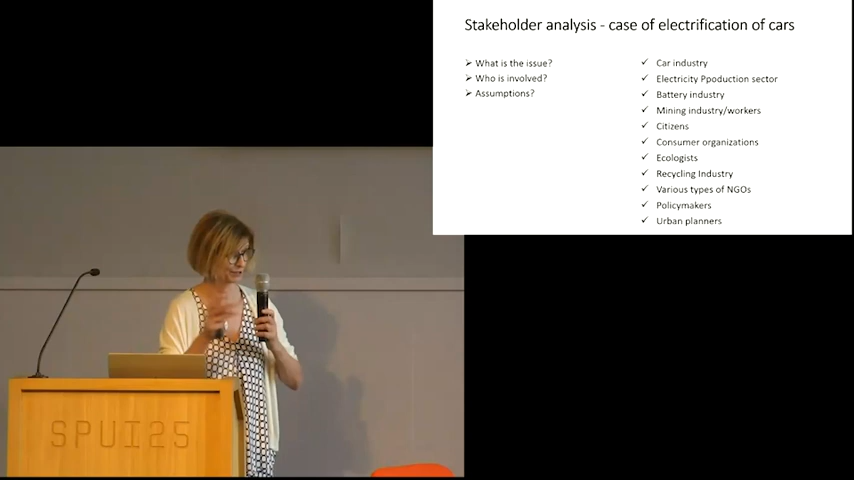 Stakeholder analysis - case of electrification of cars
➢ What is the issue?
➢ Who is involved?
➢ Assumptions?
✓ Car industry
✓ Electricity Ppoduction sector
✓ Battery industry
✓ Mining industry/workers
✓ Citizens
✓ Consumer organizations
✓ Ecologists
✓ Recycling Industry
✓ Various types of NGOs
✓ Policymakers
✓ Urban planners
SPUI25